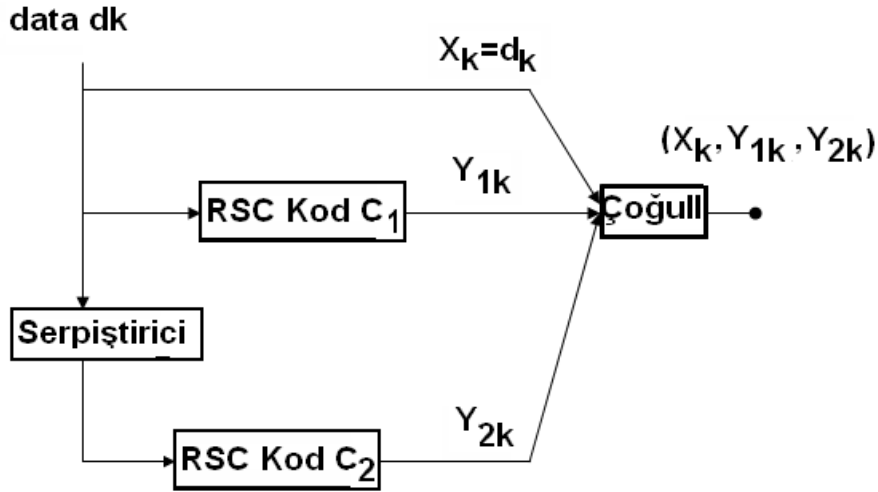 data dk
Xk=dk
(Xk,Y1k ,Y2k)
Y1k
RSC Kod C1
Çoğull
Serpiştirici
Y2k
RSC Kod C2